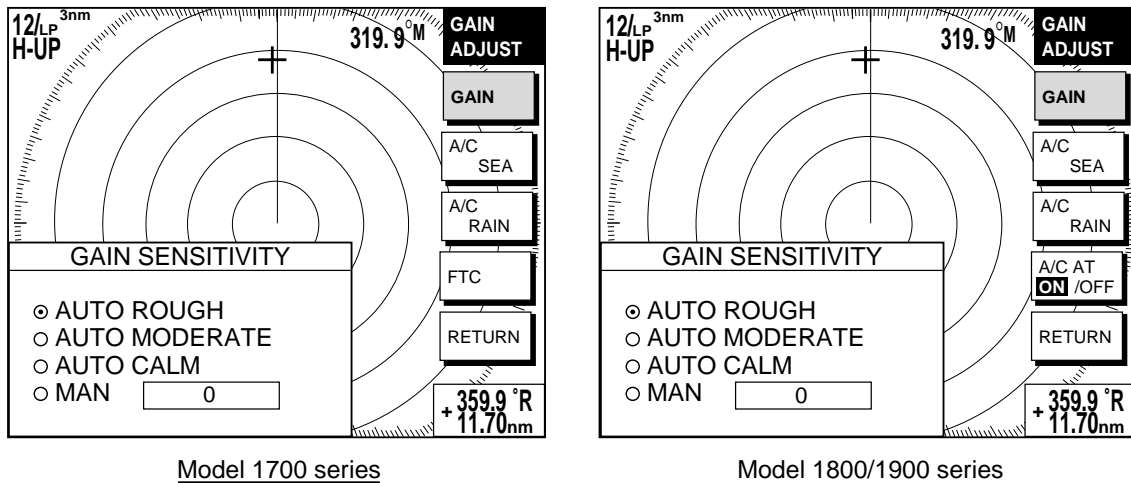 12/LP 3nm
H-UP
319. 9°M
GAIN
ADJUST
GAIN
A/C
SEA
A/C
RAIN
FTC
RETURN
GAIN SENSITIVITY
AUTO ROUGH
AUTO MODERATE
AUTO CALM
MAN 0
+ 359.9 °R
11.70nm
Model 1700 series
12/LP 3nm
H-UP
319. 9°M
GAIN
ADJUST
GAIN
A/C
SEA
A/C
RAIN
A/C AT
ON /OFF
RETURN
GAIN SENSITIVITY
AUTO ROUGH
AUTO MODERATE
AUTO CALM
MAN 0
+ 359.9 °R
11.70nm
Model 1800/1900 series